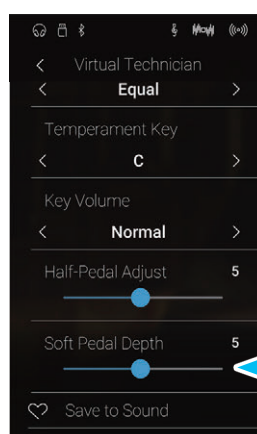 Virtual Technician
< Equal >
Temperament Key
< C >
Key Volume
< Normal >
Half-Pedal Adjust 5
Soft Pedal Depth 5
Save to Sound